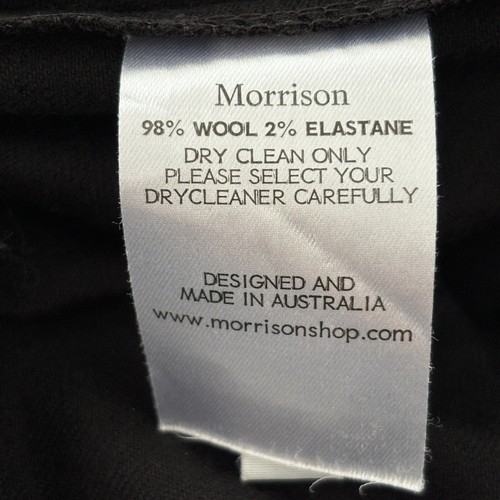 Morrison
98% WOOL 2% ELASTANE
DRY CLEAN ONLY
PLEASE SELECT YOUR
DRYCLEANER CAREFULLY
DESIGNED AND
MADE IN AUSTRALIA
www.morrisonshop.com